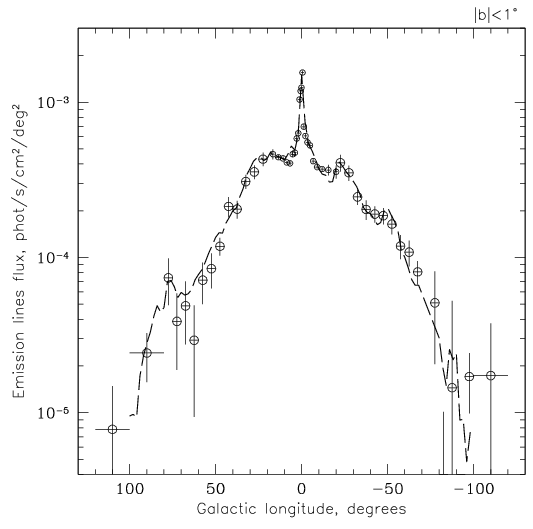 |b|<1°
Emission lines flux, phot/s/cm²/deg²
10⁻³
10⁻⁴
10⁻⁵
100 50 0 −50 −100
Galactic longitude, degrees